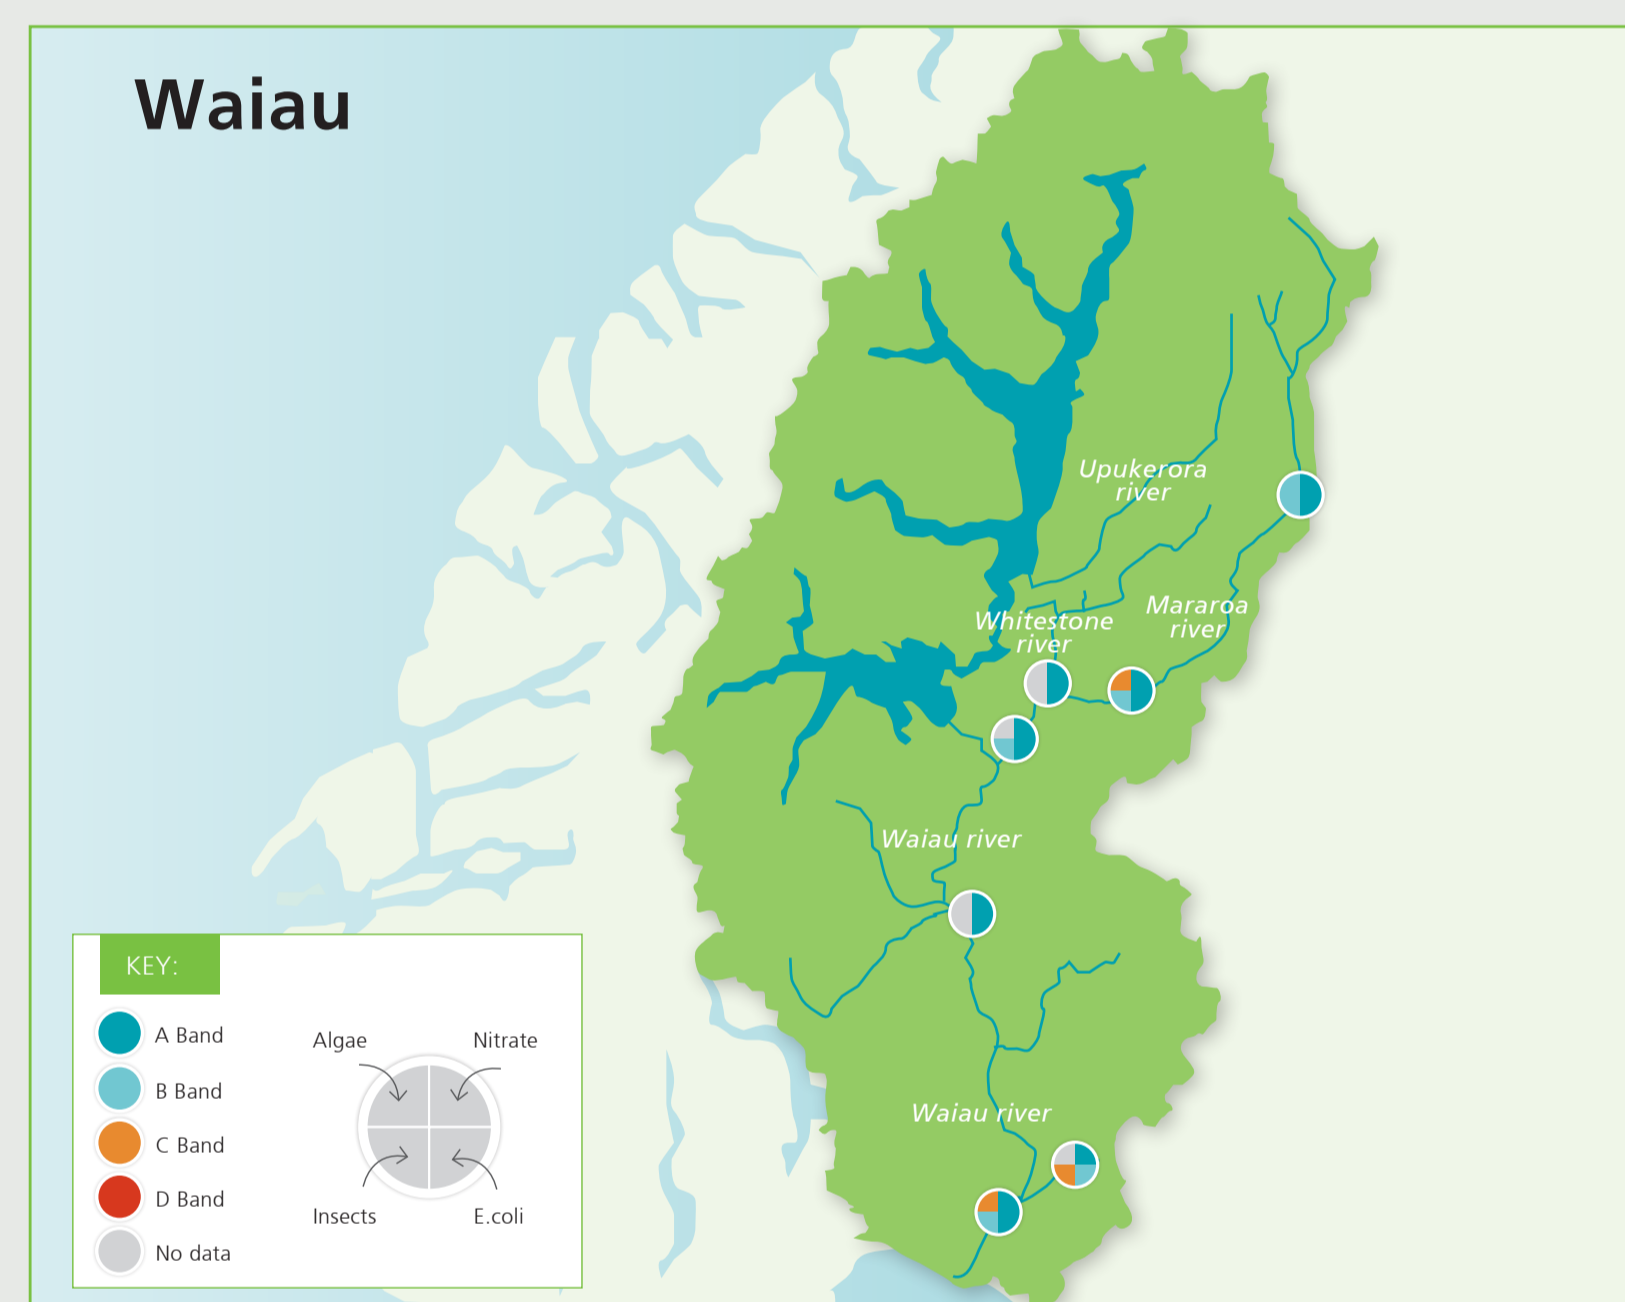 Waiau
Upukerora
river
Whitestone
river
Mararoa
river
Waiau river
Waiau river
KEY:
A Band
B Band
C Band
D Band
No data
Algae
Nitrate
Insects
E.coli